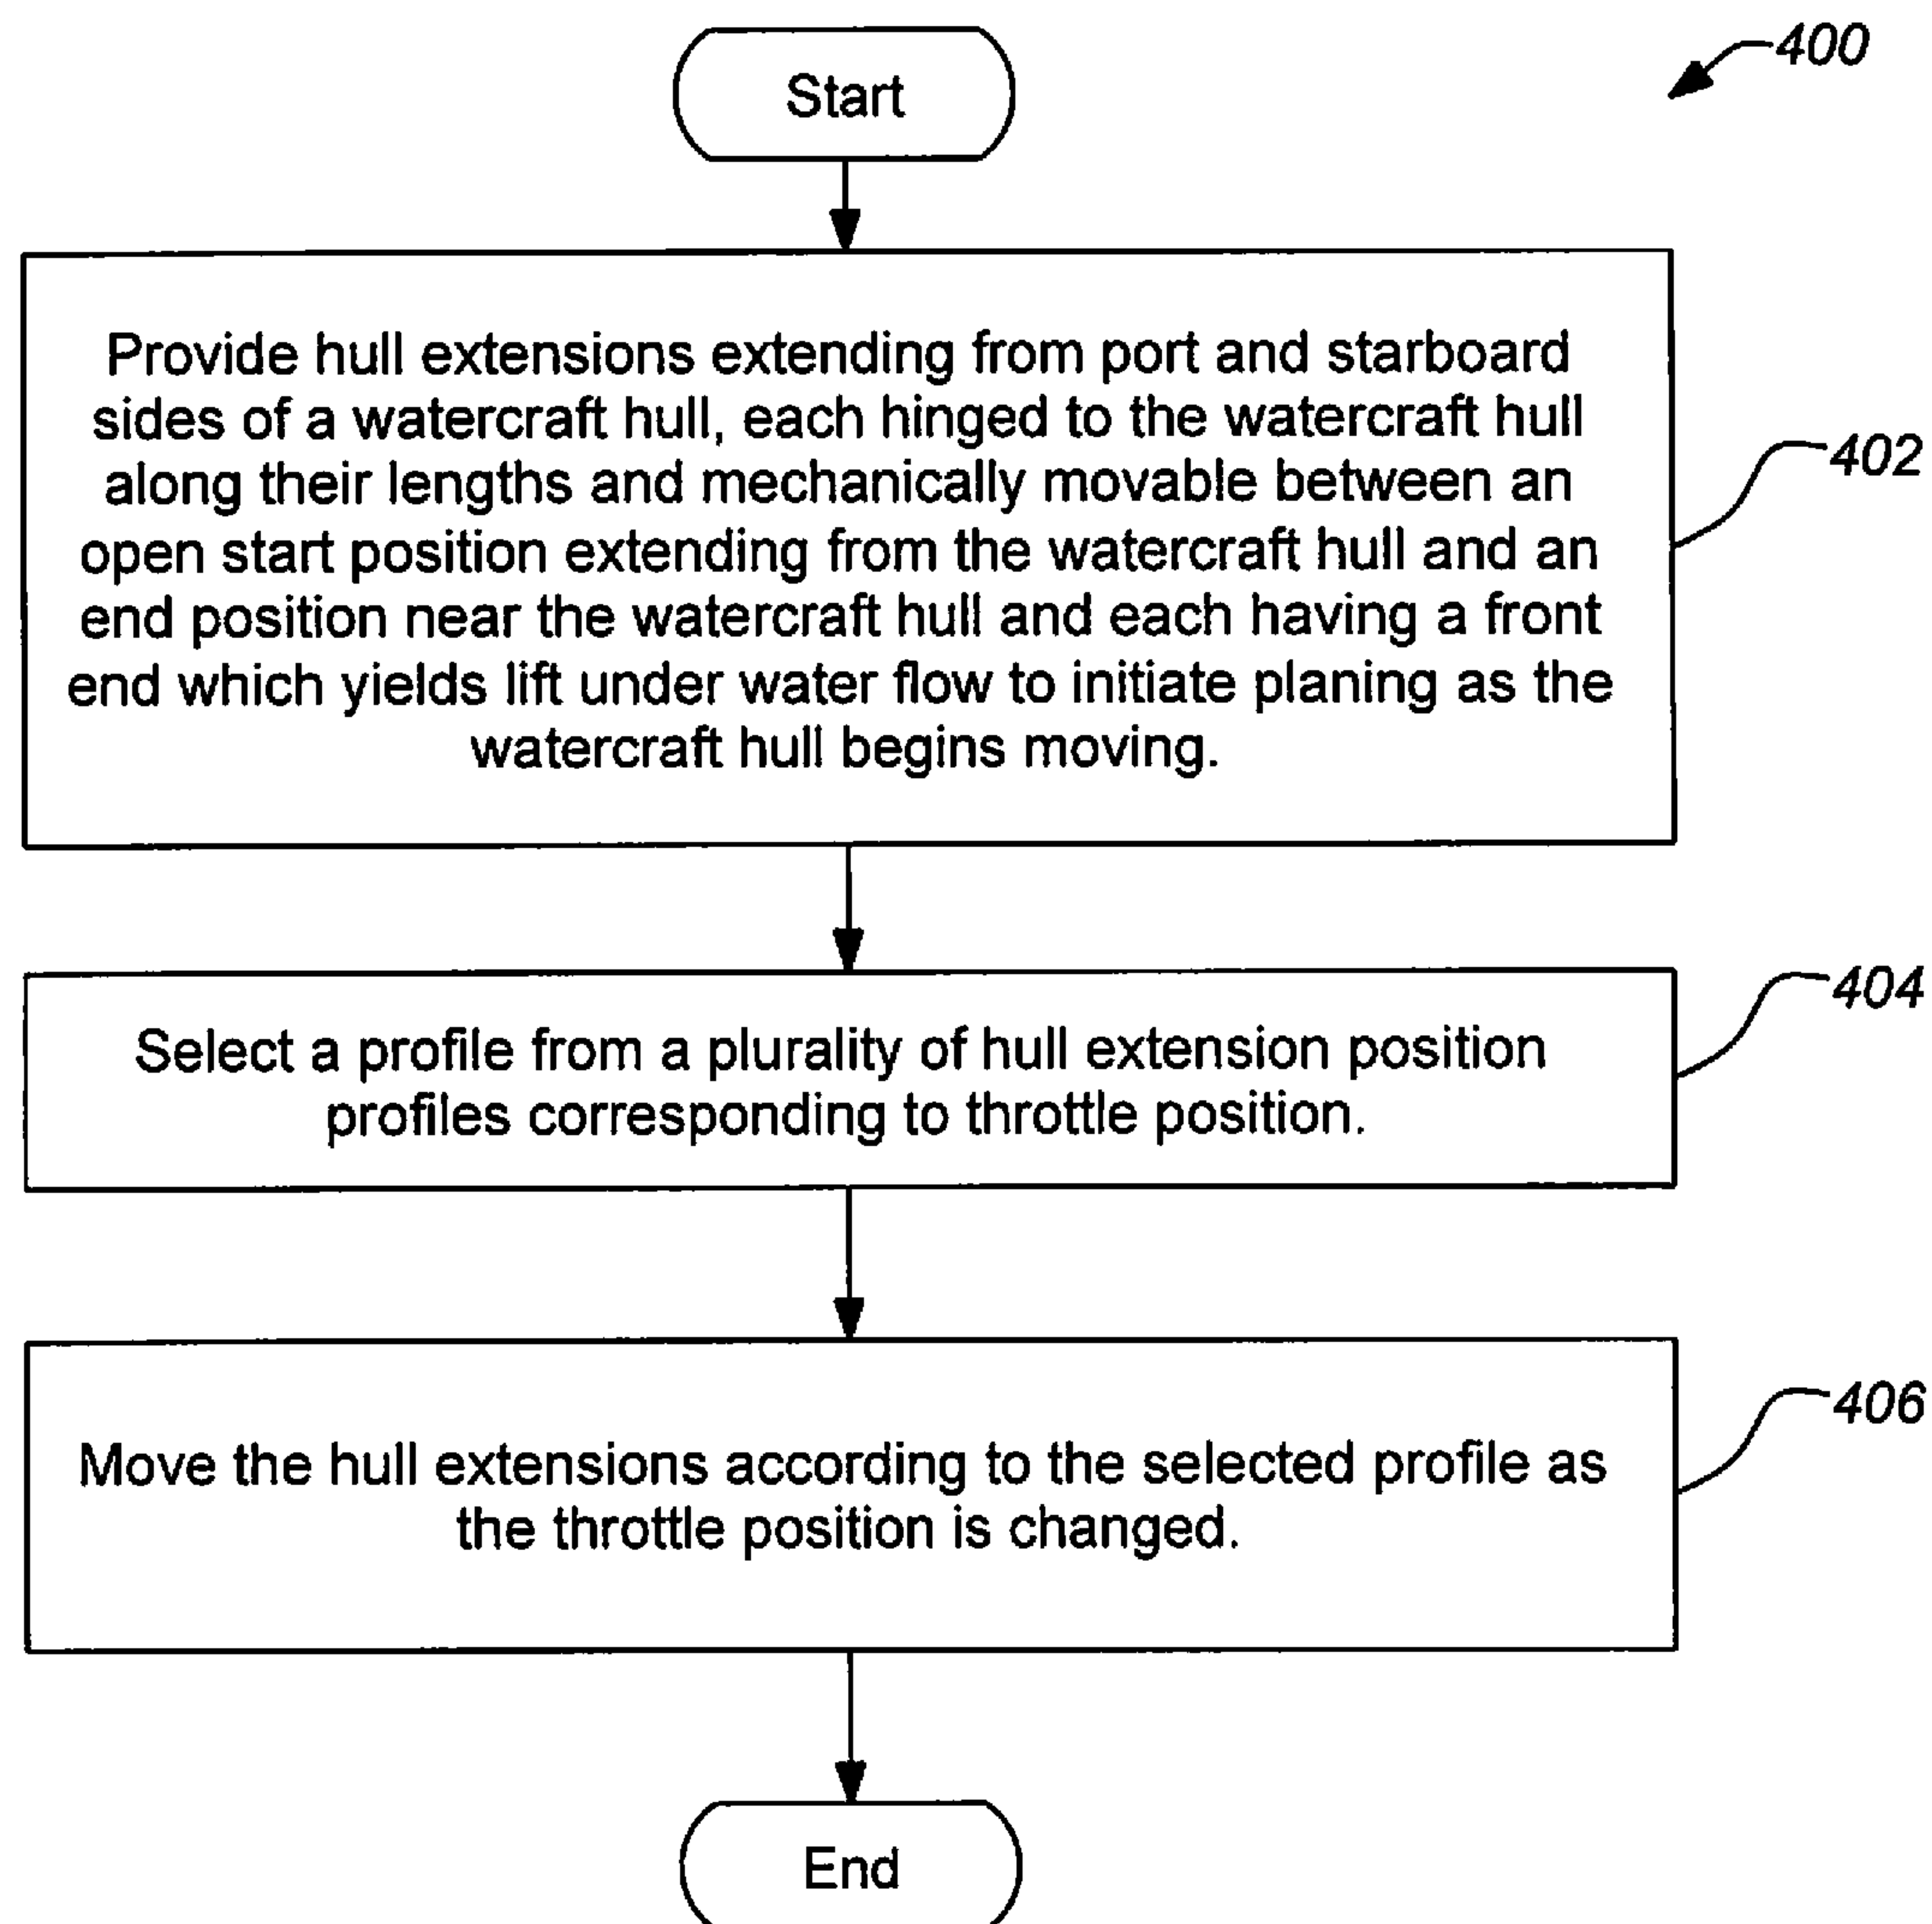 Start
400
Provide hull extensions extending from port and starboard
sides of a watercraft hull, each hinged to the watercraft hull
along their lengths and mechanically movable between an
open start position extending from the watercraft hull and an
end position near the watercraft hull and each having a front
end which yields lift under water flow to initiate planing as the
watercraft hull begins moving.
402
Select a profile from a plurality of hull extension position
profiles corresponding to throttle position.
404
Move the hull extensions according to the selected profile as
the throttle position is changed.
406
End